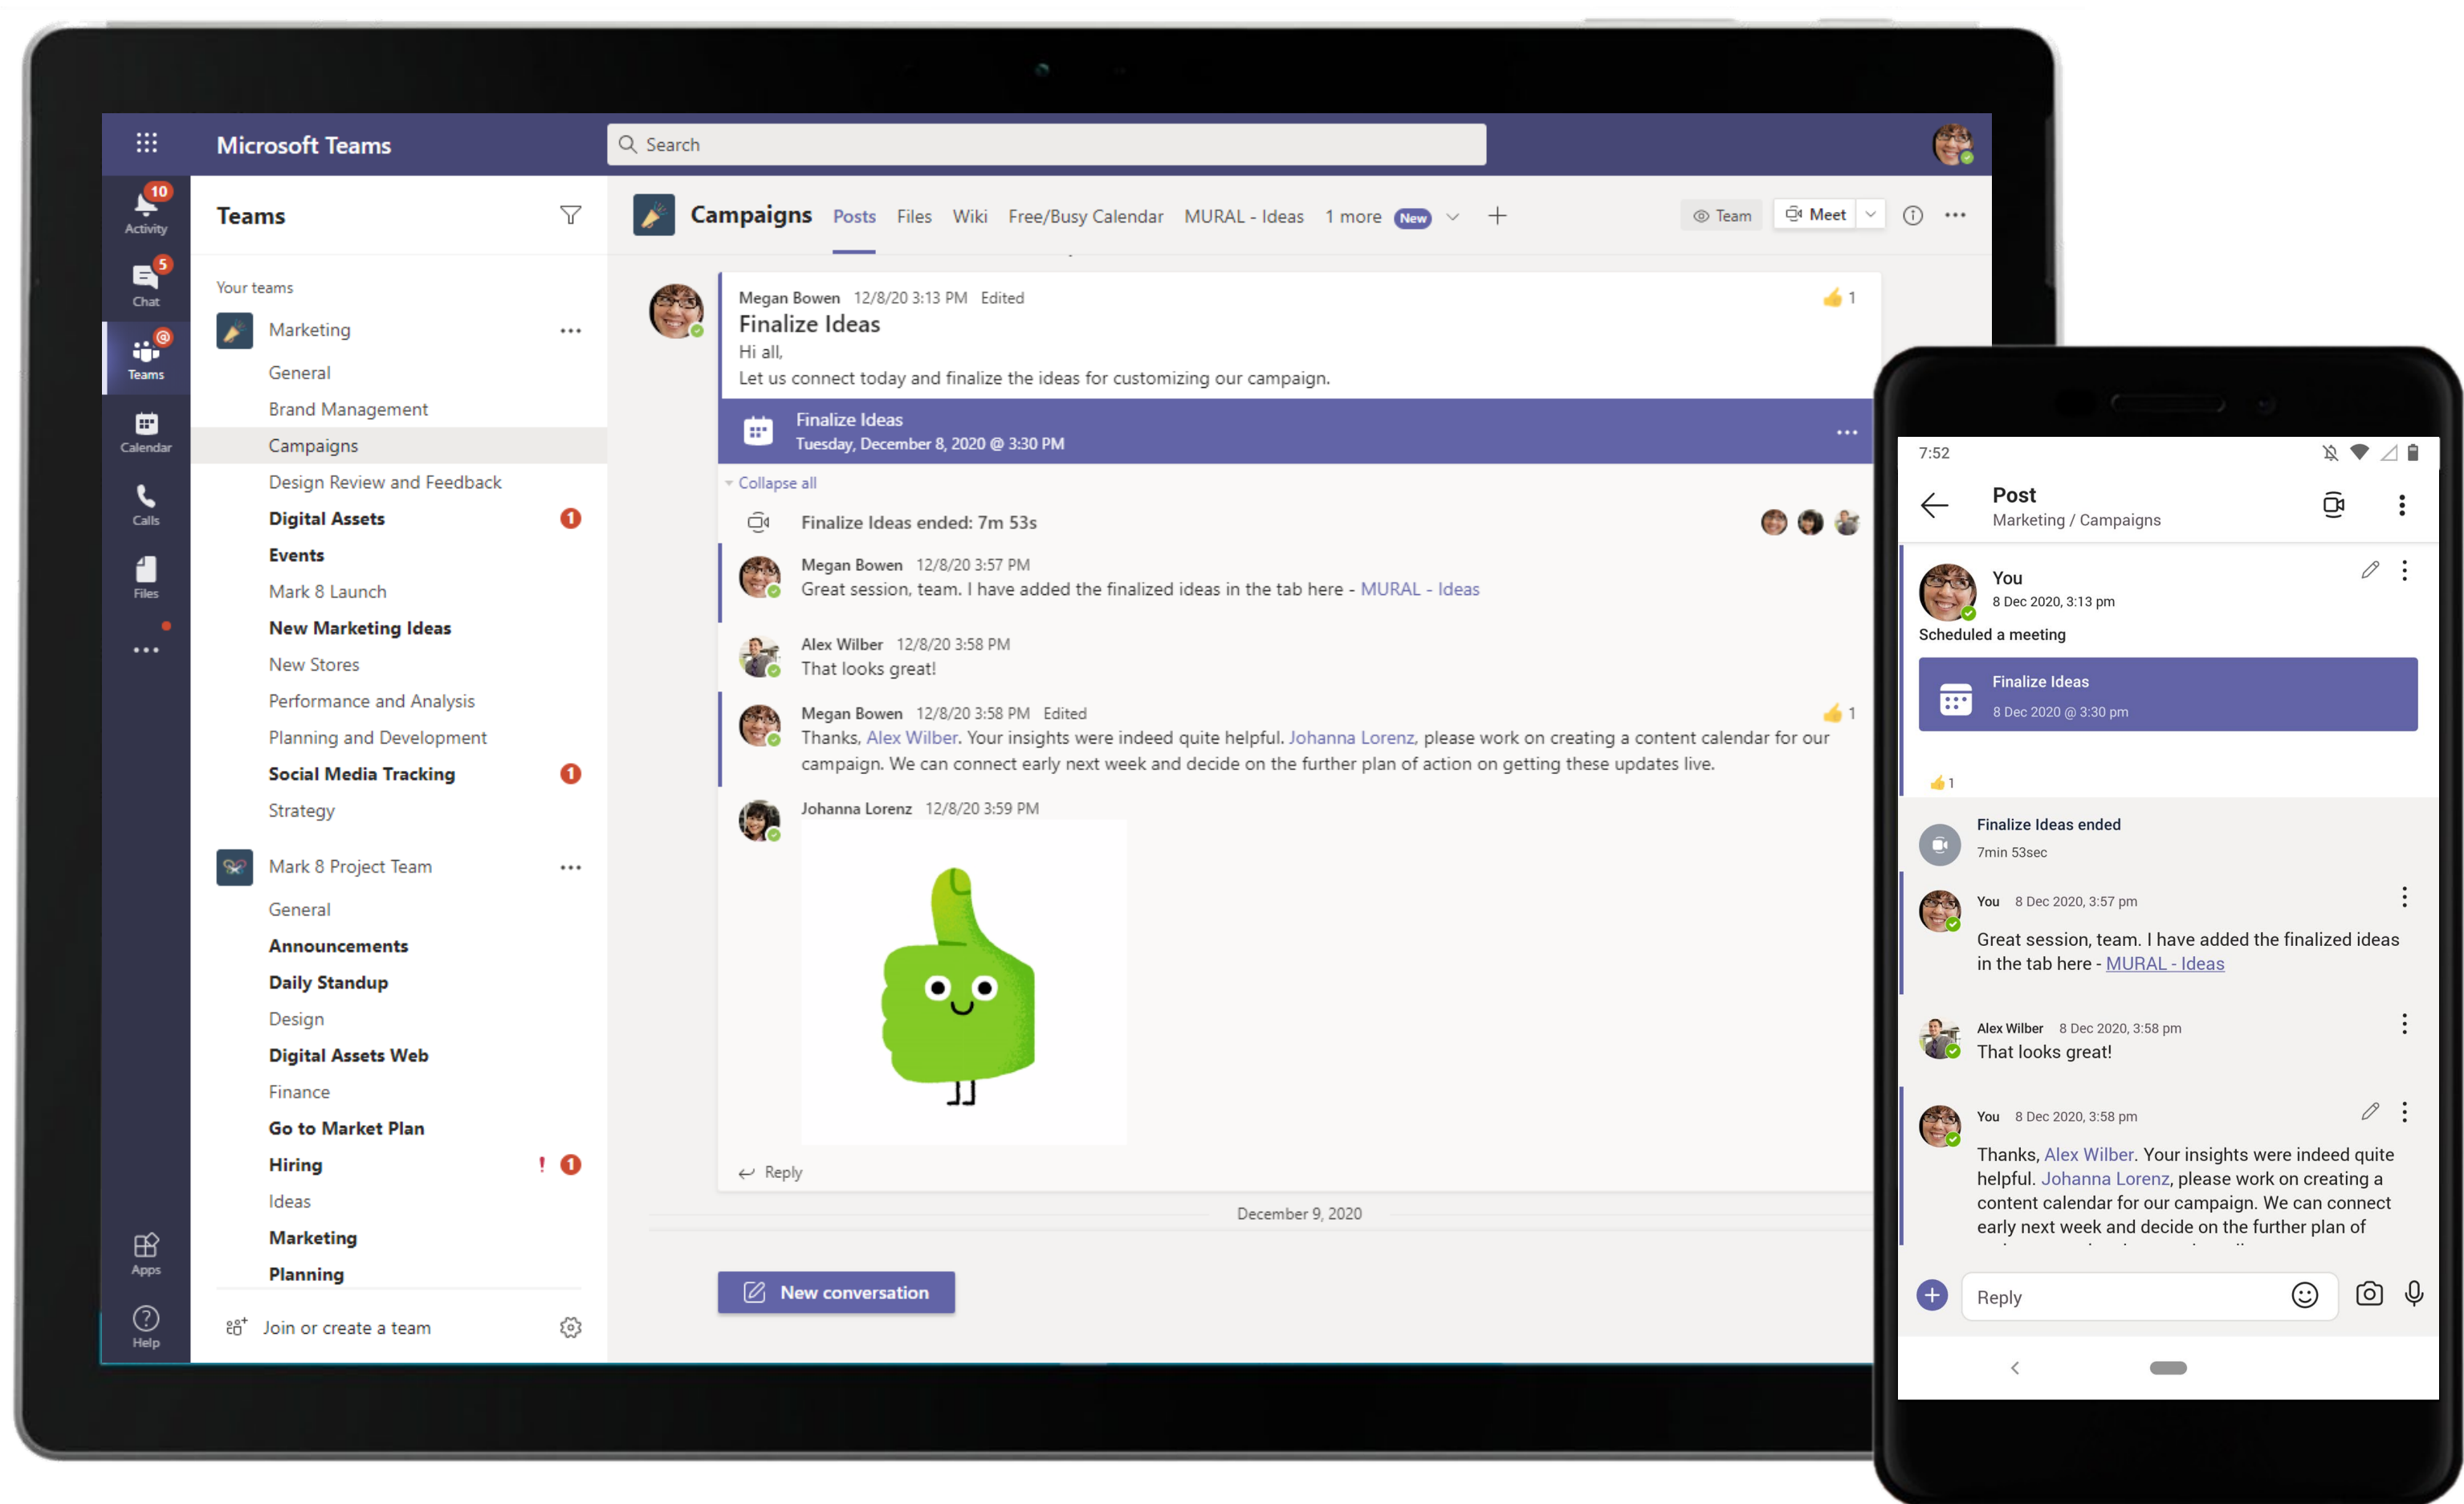 Microsoft Teams
Search
10
Activity
5
Chat
@
Teams
Calendar
Calls
Files
Apps
Help
Teams
Your teams
Marketing
General
Brand Management
Campaigns
Design Review and Feedback
Digital Assets 1
Events
Mark 8 Launch
New Marketing Ideas
New Stores
Performance and Analysis
Planning and Development
Social Media Tracking 1
Strategy
Mark 8 Project Team
General
Announcements
Daily Standup
Design
Digital Assets Web
Finance
Go to Market Plan
Hiring ! 1
Ideas
Marketing
Planning
Join or create a team
Campaigns Posts Files Wiki Free/Busy Calendar MURAL - Ideas 1 more New
Team Meet
Megan Bowen 12/8/20 3:13 PM Edited 1
Finalize Ideas
Hi all,
Let us connect today and finalize the ideas for customizing our campaign.
Finalize Ideas
Tuesday, December 8, 2020 @ 3:30 PM
Collapse all
Finalize Ideas ended: 7m 53s
Megan Bowen 12/8/20 3:57 PM
Great session, team. I have added the finalized ideas in the tab here - MURAL - Ideas
Alex Wilber 12/8/20 3:58 PM
That looks great!
Megan Bowen 12/8/20 3:58 PM Edited 1
Thanks, Alex Wilber. Your insights were indeed quite helpful. Johanna Lorenz, please work on creating a content calendar for our
campaign. We can connect early next week and decide on the further plan of action on getting these updates live.
Johanna Lorenz 12/8/20 3:59 PM
Reply
December 9, 2020
New conversation
7:52
Post
Marketing / Campaigns
You
8 Dec 2020, 3:13 pm
Scheduled a meeting
Finalize Ideas
8 Dec 2020 @ 3:30 pm
1
Finalize Ideas ended
7min 53sec
You 8 Dec 2020, 3:57 pm
Great session, team. I have added the finalized ideas
in the tab here - MURAL - Ideas
Alex Wilber 8 Dec 2020, 3:58 pm
That looks great!
You 8 Dec 2020, 3:58 pm
Thanks, Alex Wilber. Your insights were indeed quite
helpful. Johanna Lorenz, please work on creating a
content calendar for our campaign. We can connect
early next week and decide on the further plan of
Reply